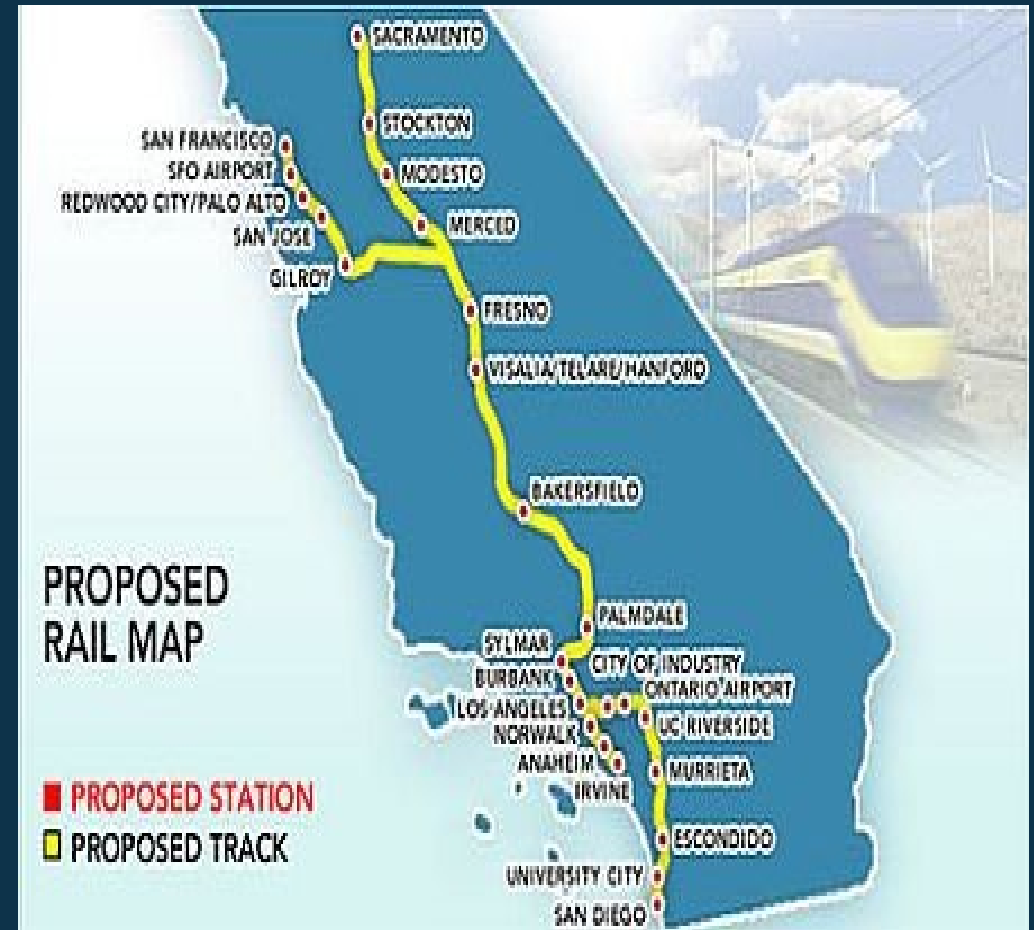 SACRAMENTO
STOCKTON
SAN FRANCISCO
SFO AIRPORT
MODESTO
REDWOOD CITY/PALO ALTO
MERCED
SAN JOSE
GILROY
FRESNO
VISALIA/TELARE/HANFORD
BAKERSFIELD
PROPOSED
RAIL MAP
PALMDALE
SYLMAR
CITY OF INDUSTRY
BURBANK
ONTARIO AIRPORT
LOS ANGELES
UC RIVERSIDE
NORWALK
ANAHEIM
MURRIETA
IRVINE
PROPOSED STATION
PROPOSED TRACK
ESCONDIDO
UNIVERSITY CITY
SAN DIEGO